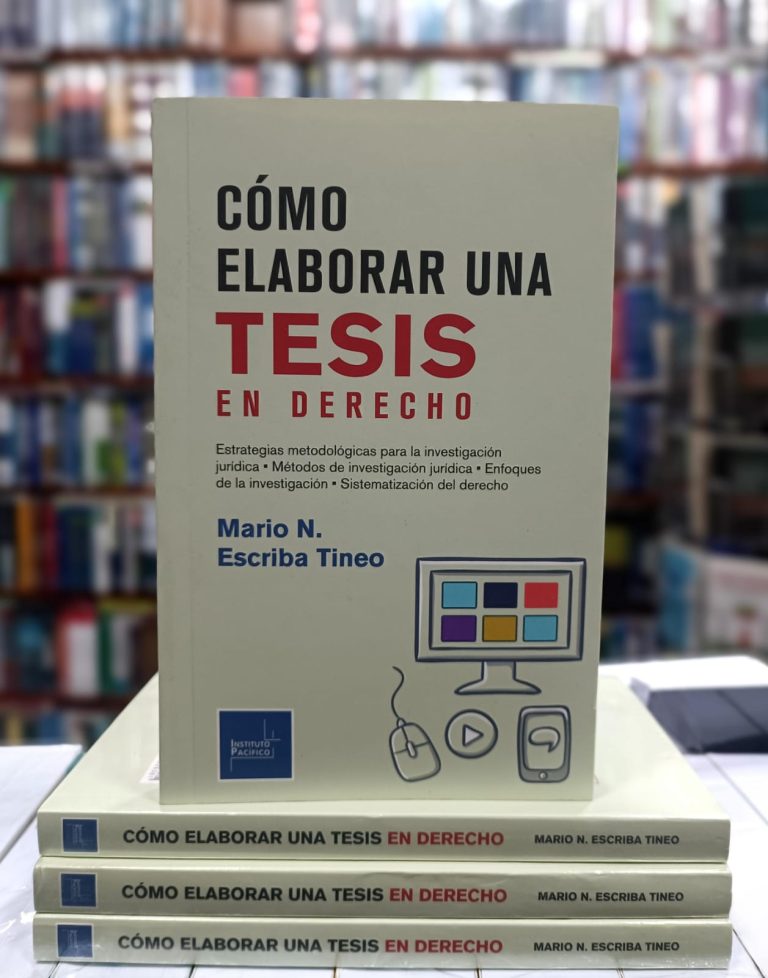 CÓMO
ELABORAR UNA
TESIS
EN DERECHO
Estrategias metodológicas para la investigación
jurídica ▪ Métodos de investigación jurídica ▪ Enfoques
de la investigación ▪ Sistematización del derecho
Mario N.
Escriba Tineo
INSTITUTO
PACÍFICO
CÓMO ELABORAR UNA TESIS EN DERECHO MARIO N. ESCRIBA TINEO
CÓMO ELABORAR UNA TESIS EN DERECHO MARIO N. ESCRIBA TINEO
CÓMO ELABORAR UNA TESIS EN DERECHO MARIO N. ESCRIBA TINEO